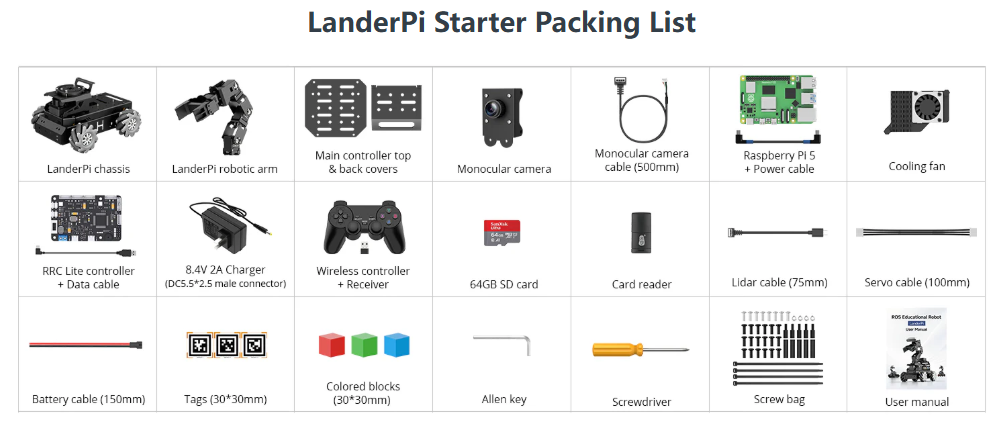 LanderPi Starter Packing List
LanderPi chassis
LanderPi robotic arm
Main controller top
& back covers
Monocular camera
Monocular camera
cable (500mm)
Raspberry PI 5
+ Power cable
Cooling fan
RRC Lite controller
+ Data cable
8.4V 2A Charger
(DC5.5*2.5 male connector)
Wireless controller
+ Receiver
SanDisk
Ultra
64GB
64GB SD card
Card reader
Lidar cable (75mm)
Servo cable (100mm)
Battery cable (150mm)
Tags (30*30mm)
Colored blocks
(30*30mm)
Allen key
Screwdriver
Screw bag
ROS Educational Robot
User Manual
LanderPi
User manual